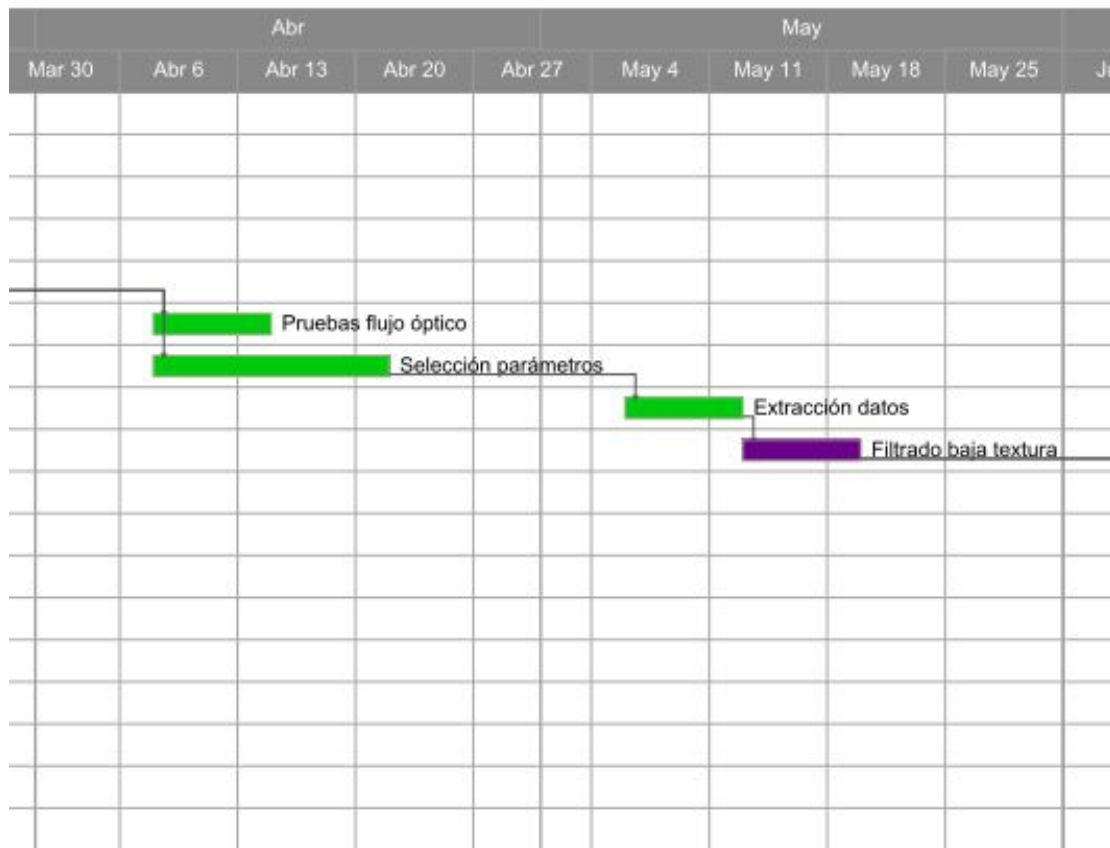 Abr May
Mar 30 Abr 6 Abr 13 Abr 20 Abr 27 May 4 May 11 May 18 May 25
Pruebas flujo óptico
Selección parámetros
Extracción datos
Filtrado baja textura